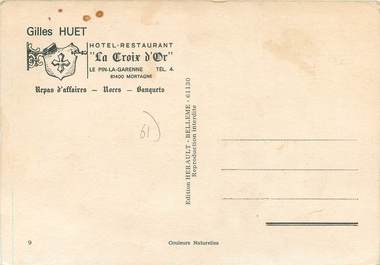 Gilles HUET
HOTEL-RESTAURANT
"La Croix d'Or"
LE PIN-LA-GARENNE TÉL. 4
61400 MORTAGNE
Repas d'affaires — Noces — Banquets
61)
Edition HERAULT - BELLEME - 61130
Reproduction interdite
9
Couleurs Naturelles